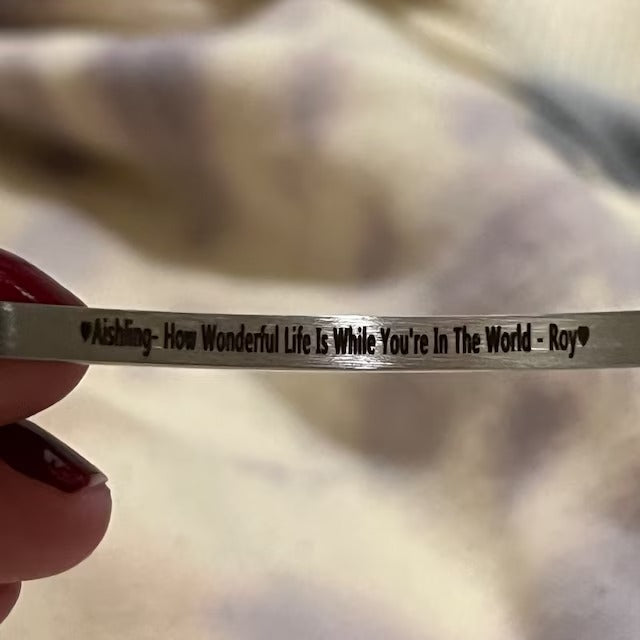 ♥Aishling- How Wonderful Life Is While You're In The World - Roy♥